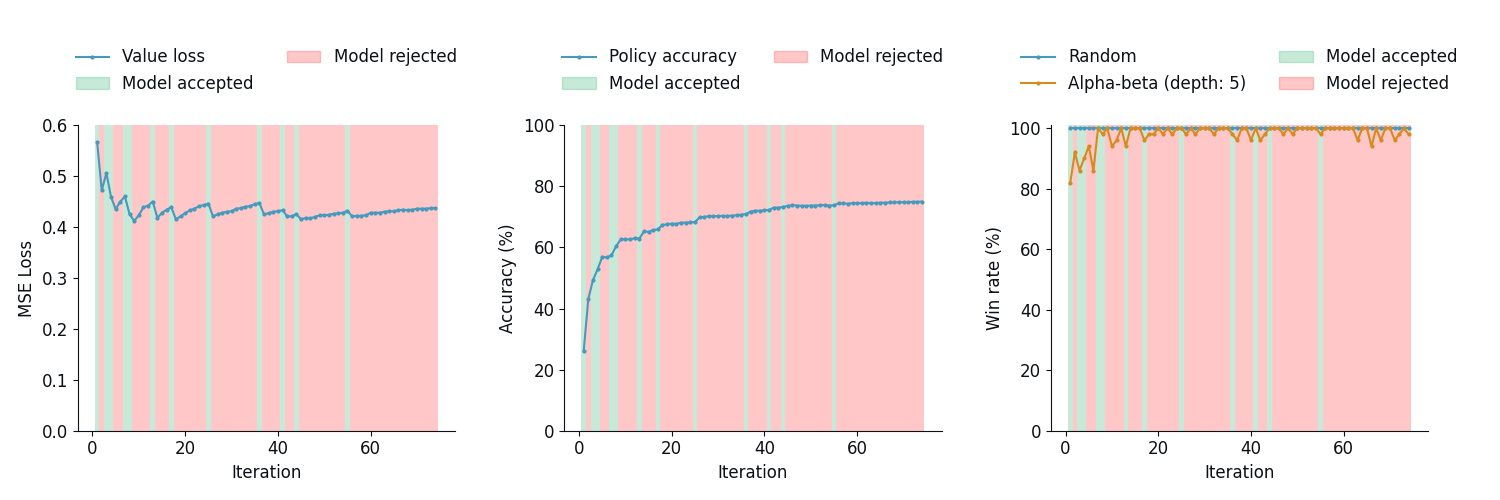 Value loss
Model accepted
Model rejected
0.6
0.5
0.4
0.3
0.2
0.1
0.0
MSE Loss
0 20 40 60
Iteration
Policy accuracy
Model accepted
Model rejected
100
80
60
40
20
0
Accuracy (%)
0 20 40 60
Iteration
Random
Alpha-beta (depth: 5)
Model accepted
Model rejected
100
80
60
40
20
0
Win rate (%)
0 20 40 60
Iteration